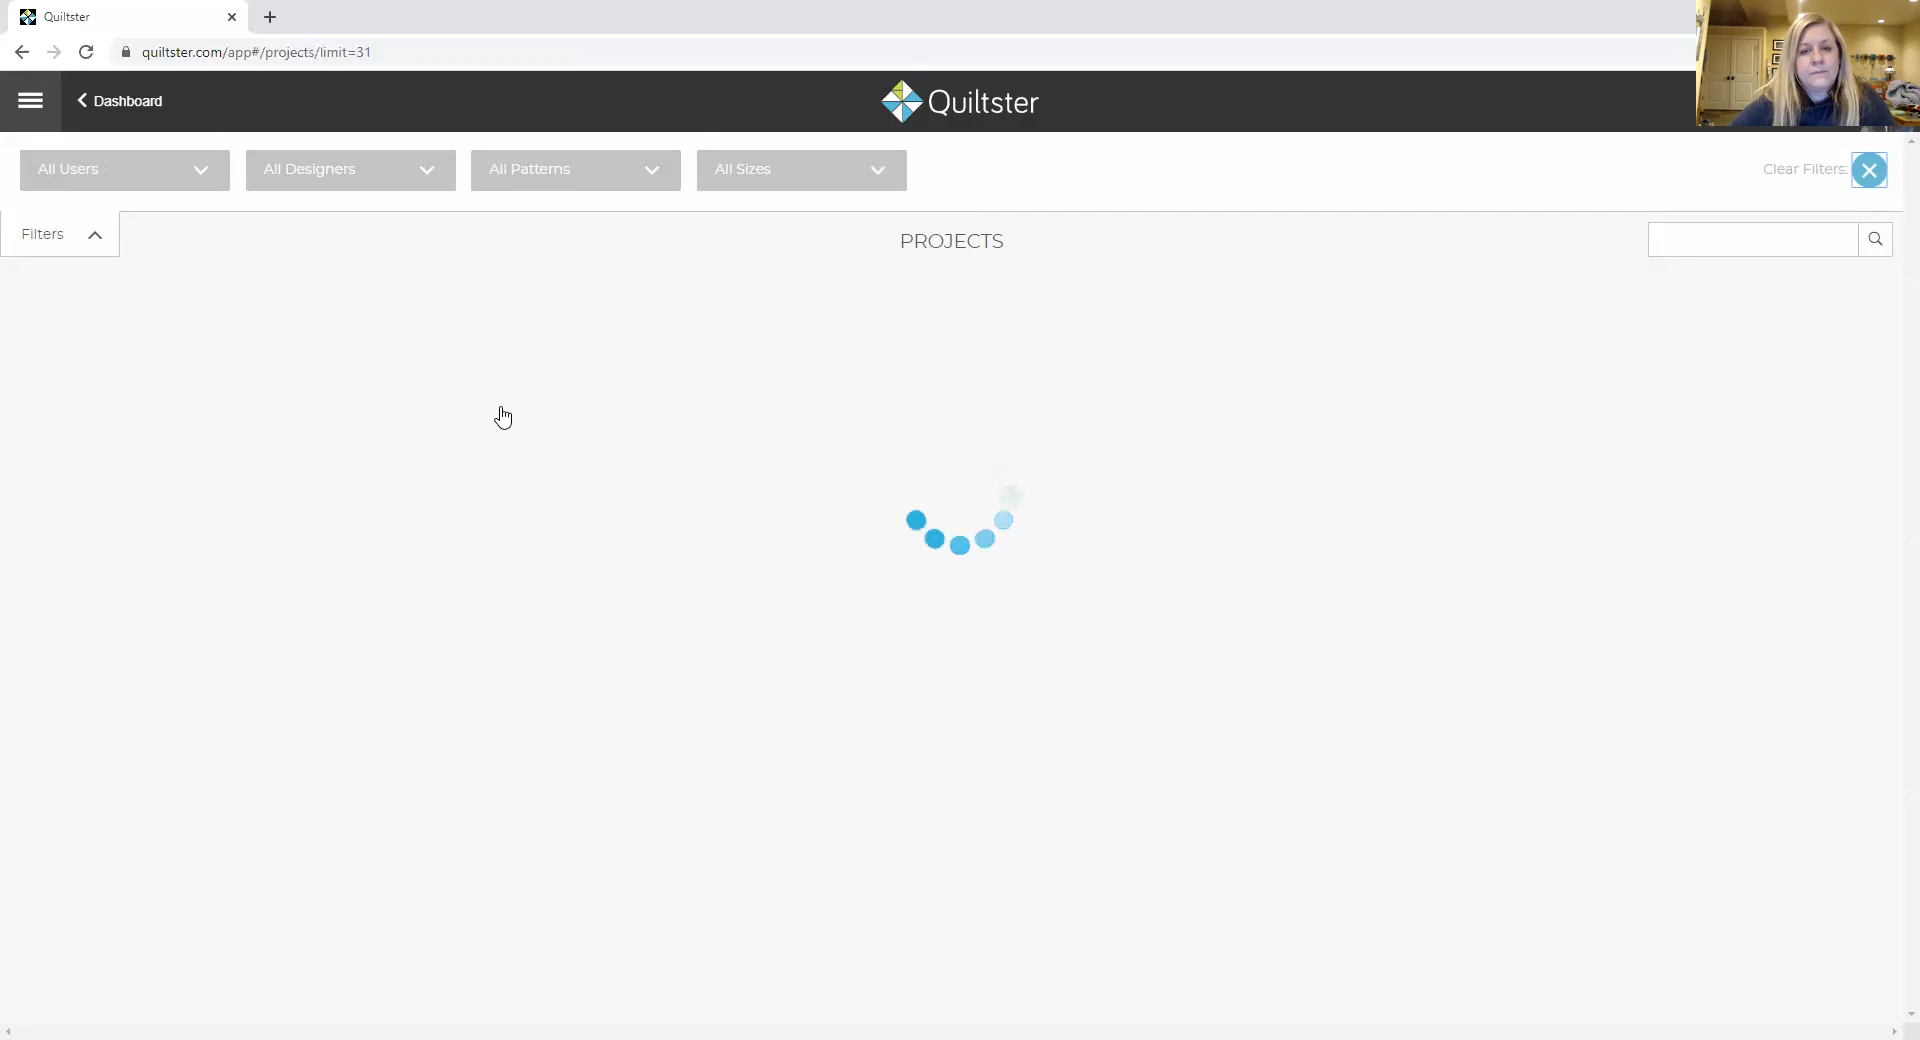 Quiltster
quiltster.com/app#/projects/limit=31
Dashboard
Quiltster
All Users
All Designers
All Patterns
All Sizes
Clear Filters:
Filters
PROJECTS